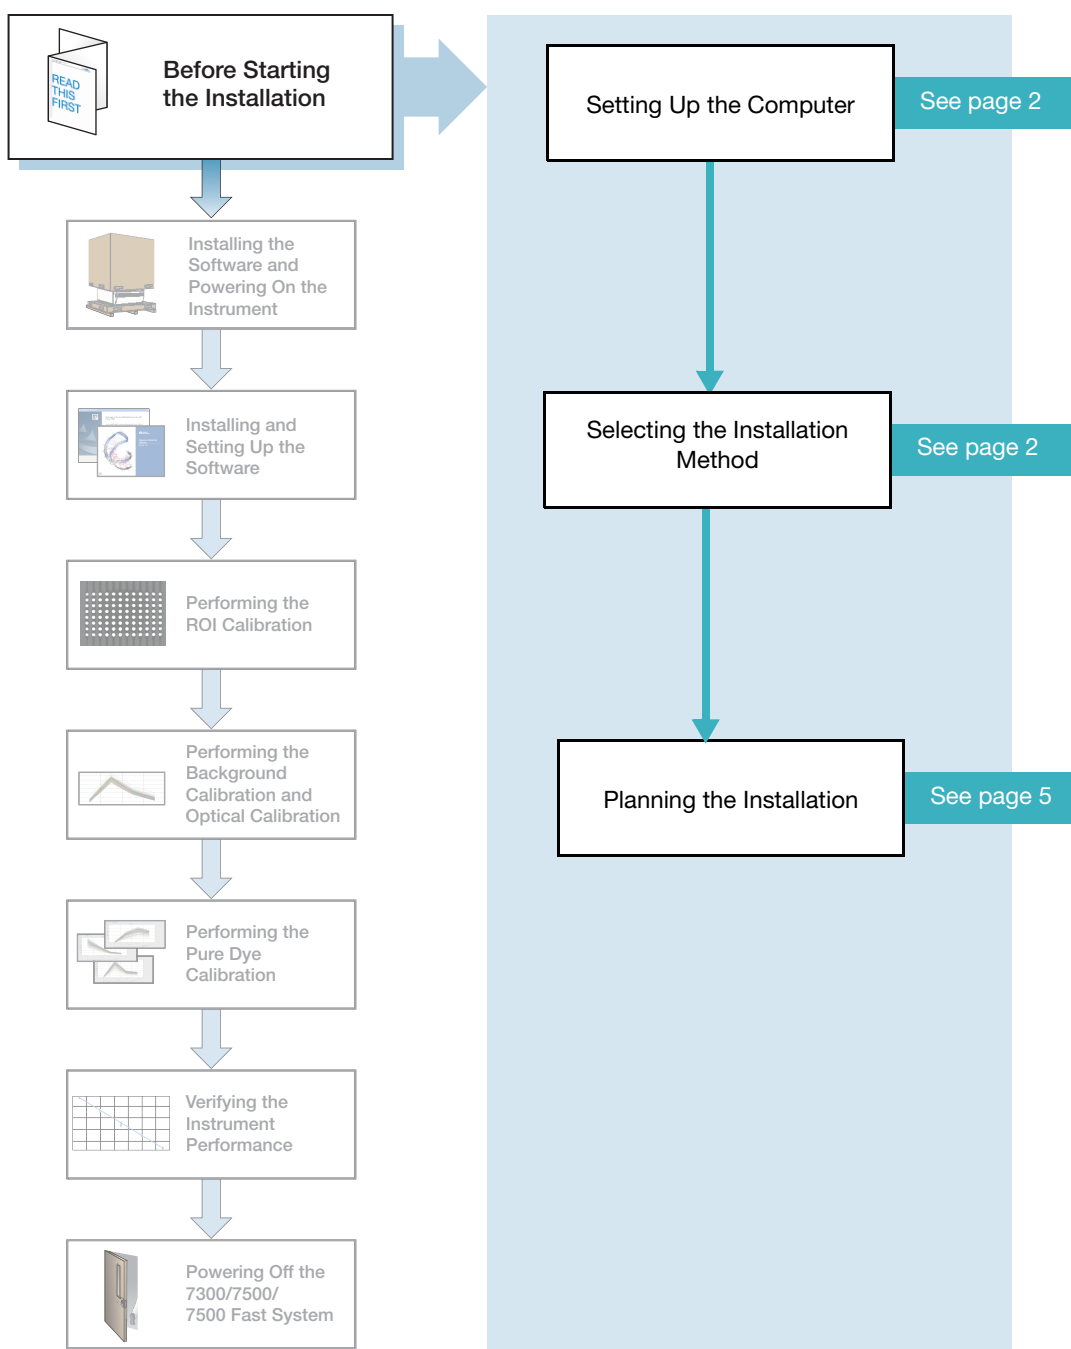 READ
THIS
FIRST
Before Starting
the Installation
Installing the
Software and
Powering On the
Instrument
Installing and
Setting Up the
Software
Performing the
ROI Calibration
Performing the
Background
Calibration and
Optical Calibration
Performing the
Pure Dye
Calibration
Verifying the
Instrument
Performance
Powering Off the
7300/7500/
7500 Fast System
Setting Up the Computer
See page 2
Selecting the Installation
Method
See page 2
Planning the Installation
See page 5